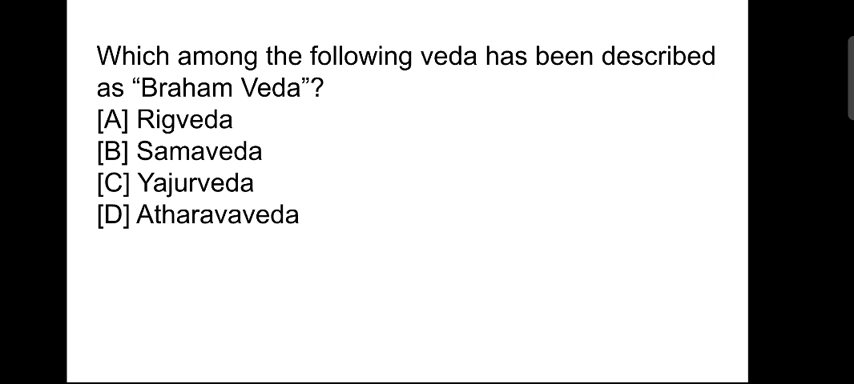 Which among the following veda has been described
as “Braham Veda”?
[A] Rigveda
[B] Samaveda
[C] Yajurveda
[D] Atharavaveda